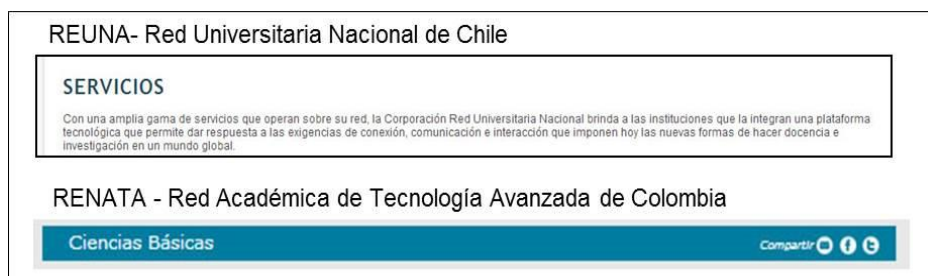 REUNA- Red Universitaria Nacional de Chile
SERVICIOS
Con una amplia gama de servicios que operan sobre su red, la Corporación Red Universitaria Nacional brinda a las instituciones que la integran una plataforma
tecnológica que permite dar respuesta a las exigencias de conexión, comunicación e interacción que imponen hoy las nuevas formas de hacer docencia e
investigación en un mundo global.
RENATA - Red Académica de Tecnología Avanzada de Colombia
Ciencias Básicas
Compartir